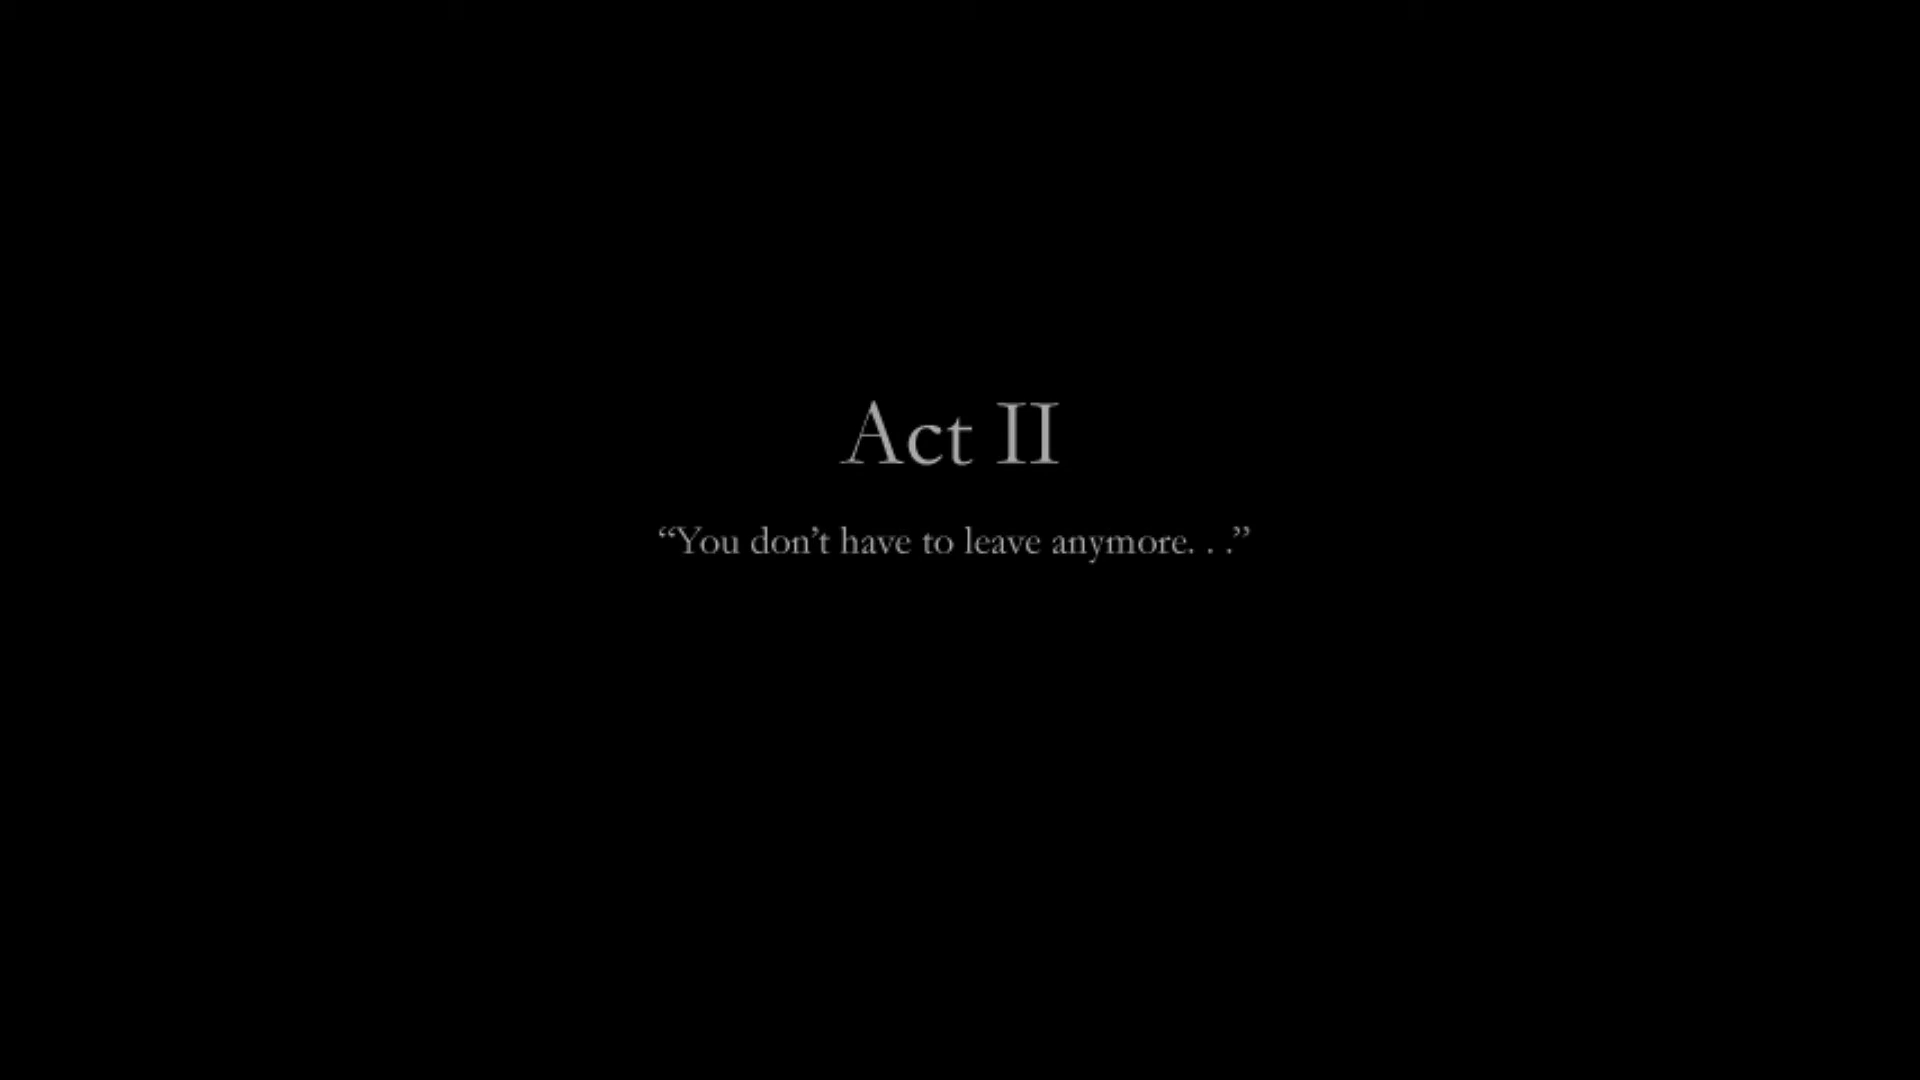 Act II
“You don’t have to leave anymore. . .”